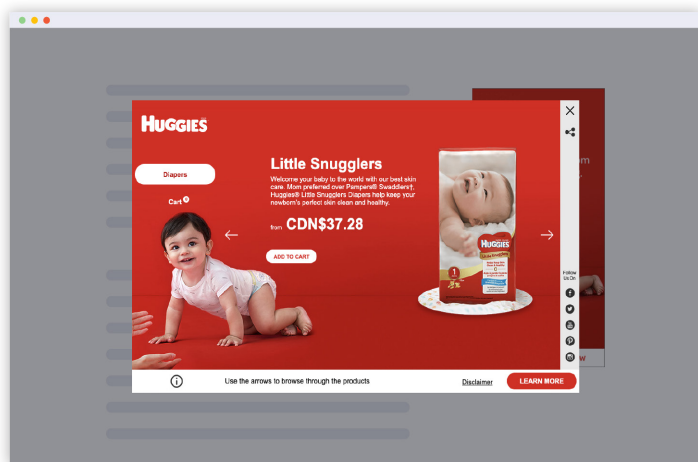 HUGGIES
Diapers
Cart 0
Little Snugglers
Welcome your baby to the world with our best skin
care. Mom preferred over Pampers® Swaddlers†,
Huggies® Little Snugglers Diapers help keep your
newborn's perfect skin clean and healthy.
from CDN$37.28
ADD TO CART
HUGGIES
1
Follow
Us On
Use the arrows to browse through the products
Disclaimer
LEARN MORE